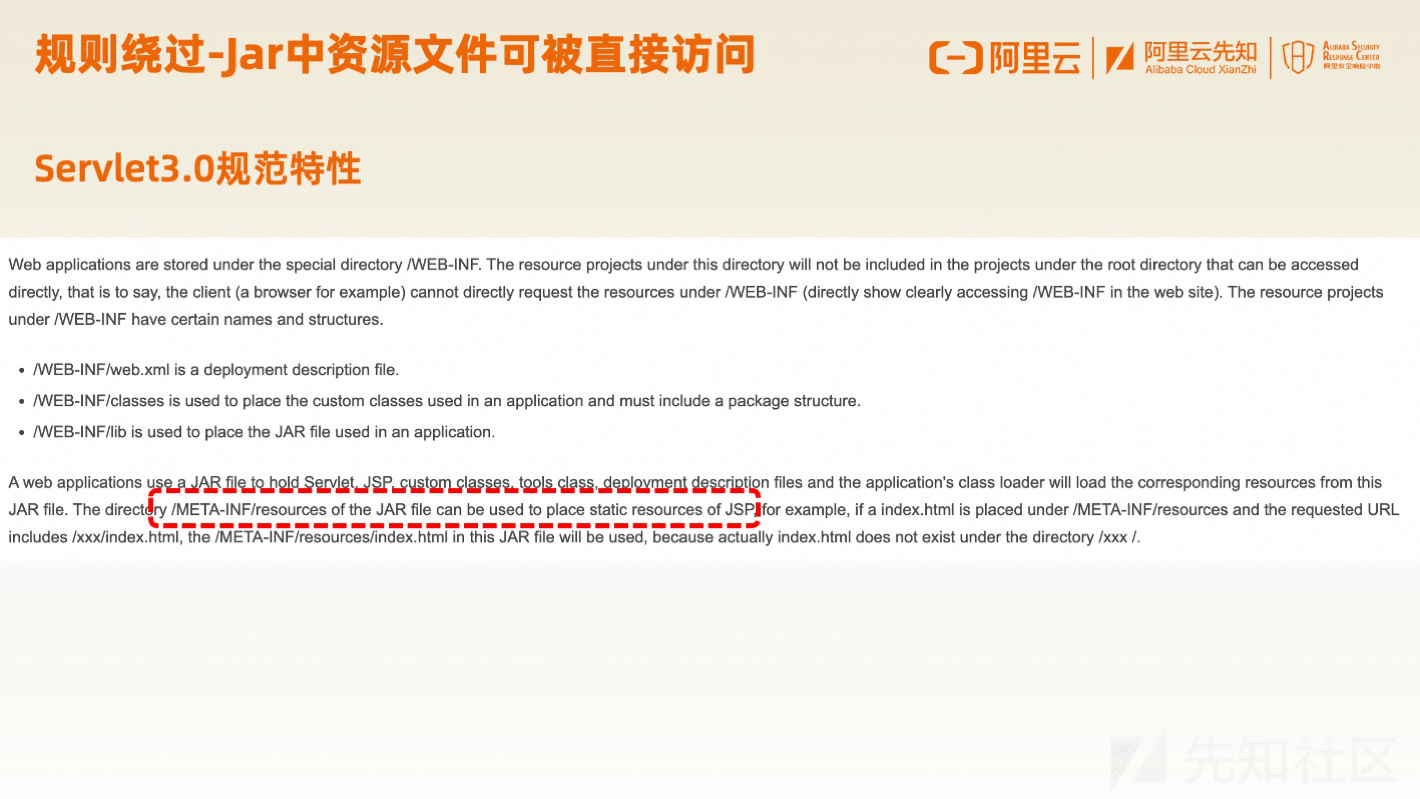 规则绕过-Jar中资源文件可被直接访问
阿里云
阿里云先知
Alibaba Cloud XianZhi
ALIBABA SECURITY
RESPONSE CENTER
阿里安全响应中心
Servlet3.0规范特性
Web applications are stored under the special directory /WEB-INF. The resource projects under this directory will not be included in the projects under the root directory that can be accessed
directly, that is to say, the client (a browser for example) cannot directly request the resources under /WEB-INF (directly show clearly accessing /WEB-INF in the web site). The resource projects
under /WEB-INF have certain names and structures.
• /WEB-INF/web.xml is a deployment description file.
• /WEB-INF/classes is used to place the custom classes used in an application and must include a package structure.
• /WEB-INF/lib is used to place the JAR file used in an application.
A web applications use a JAR file to hold Servlet, JSP, custom classes, tools class, deployment description files and the application's class loader will load the corresponding resources from this
JAR file. The directory /META-INF/resources of the JAR file can be used to place static resources of JSP, for example, if a index.html is placed under /META-INF/resources and the requested URL
includes /xxx/index.html, the /META-INF/resources/index.html in this JAR file will be used, because actually index.html does not exist under the directory /xxx /.
先知社区